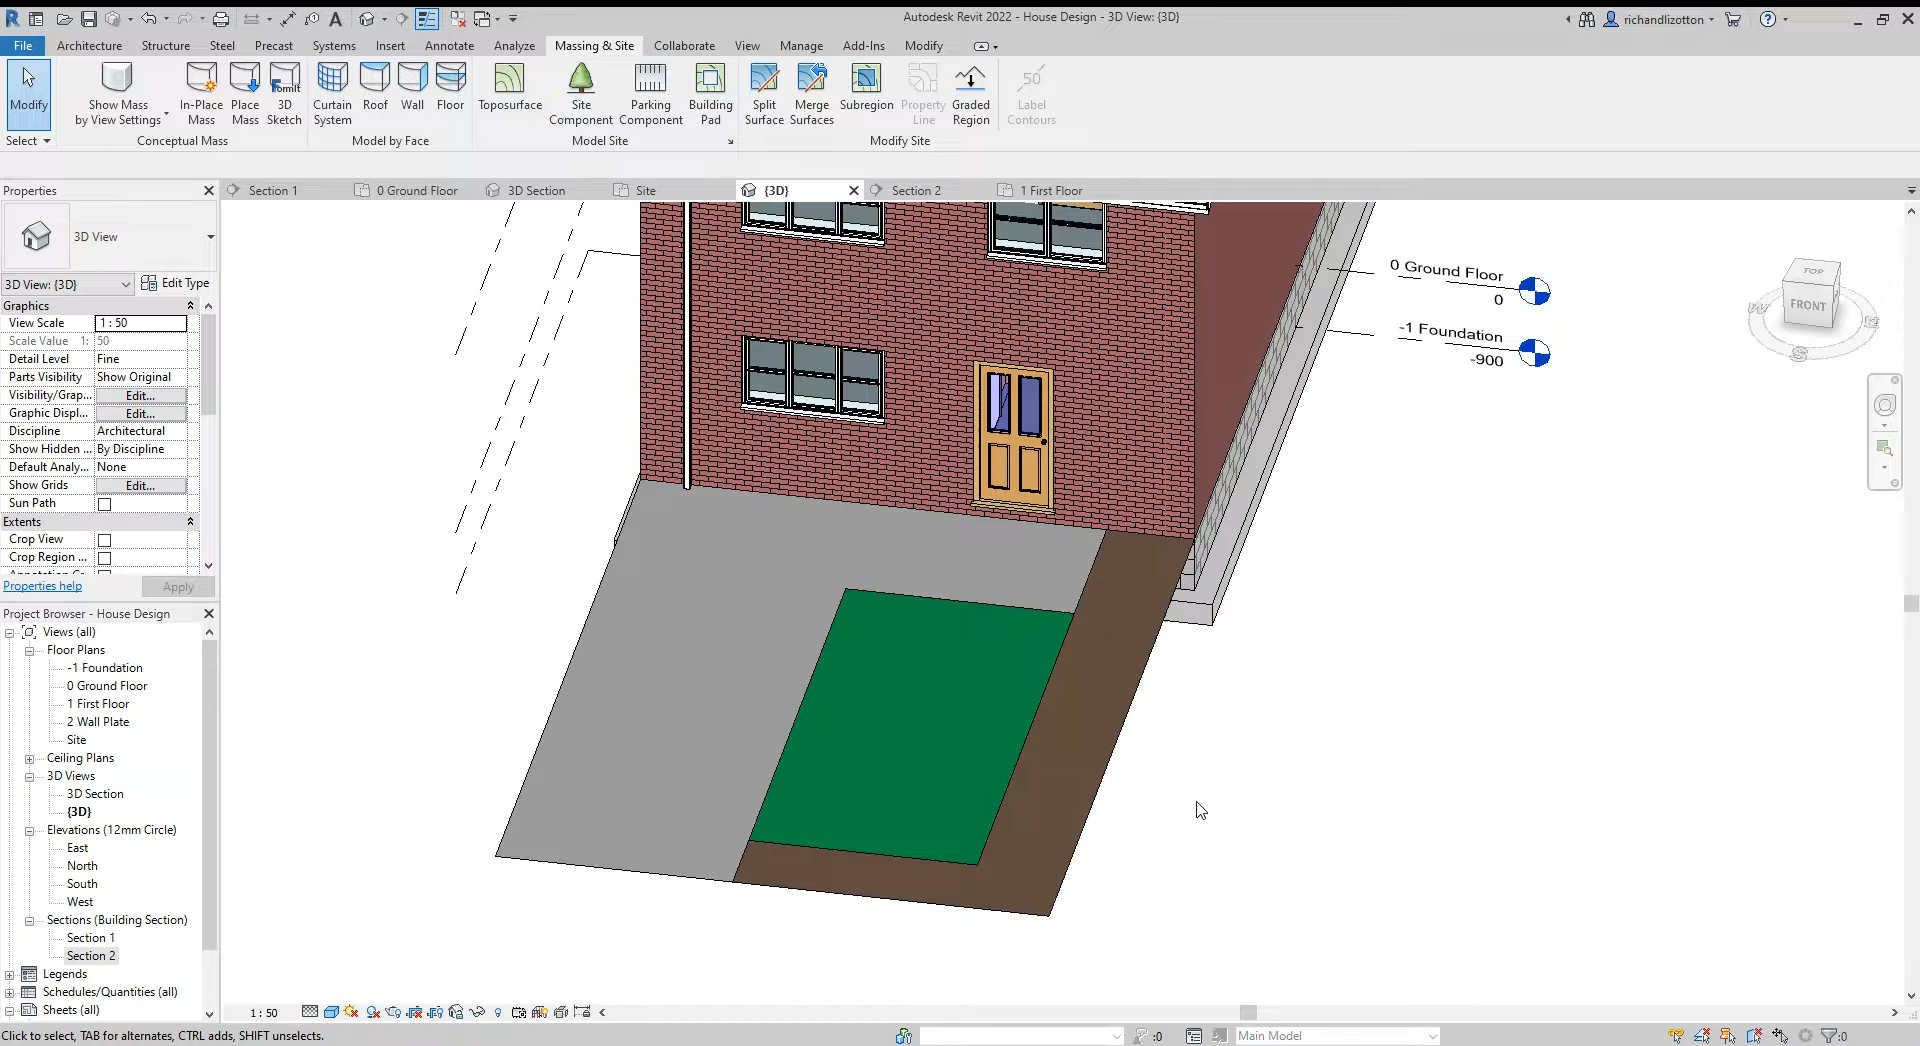 Autodesk Revit 2022 - House Design - 3D View: {3D}
richandlizotton
File Architecture Structure Steel Precast Systems Insert Annotate Analyze Massing & Site Collaborate View Manage Add-Ins Modify
Modify
Show Mass
by View Settings
In-Place
Mass
Place
Mass
FormIt
3D
Sketch
Curtain
System
Roof
Wall
Floor
Toposurface
Site
Component
Parking
Component
Building
Pad
Split
Surface
Merge
Surfaces
Subregion
Property
Line
Graded
Region
50
Label
Contours
Select
Conceptual Mass
Model by Face
Model Site
Modify Site
Properties
3D View
3D View: {3D}
Edit Type
Graphics
View Scale 1 : 50
Scale Value 1: 50
Detail Level Fine
Parts Visibility Show Original
Visibility/Grap... Edit...
Graphic Displ... Edit...
Discipline Architectural
Show Hidden ... By Discipline
Default Analy... None
Show Grids Edit...
Sun Path
Extents
Crop View
Crop Region ...
Properties help
Apply
Project Browser - House Design
Views (all)
Floor Plans
-1 Foundation
0 Ground Floor
1 First Floor
2 Wall Plate
Site
Ceiling Plans
3D Views
3D Section
{3D}
Elevations (12mm Circle)
East
North
South
West
Sections (Building Section)
Section 1
Section 2
Legends
Schedules/Quantities (all)
Sheets (all)
Section 1
0 Ground Floor
3D Section
Site
{3D}
Section 2
1 First Floor
0 Ground Floor
0
-1 Foundation
-900
TOP
FRONT
W
S
E
1 : 50
Click to select, TAB for alternates, CTRL adds, SHIFT unselects.
:0
Main Model
:0